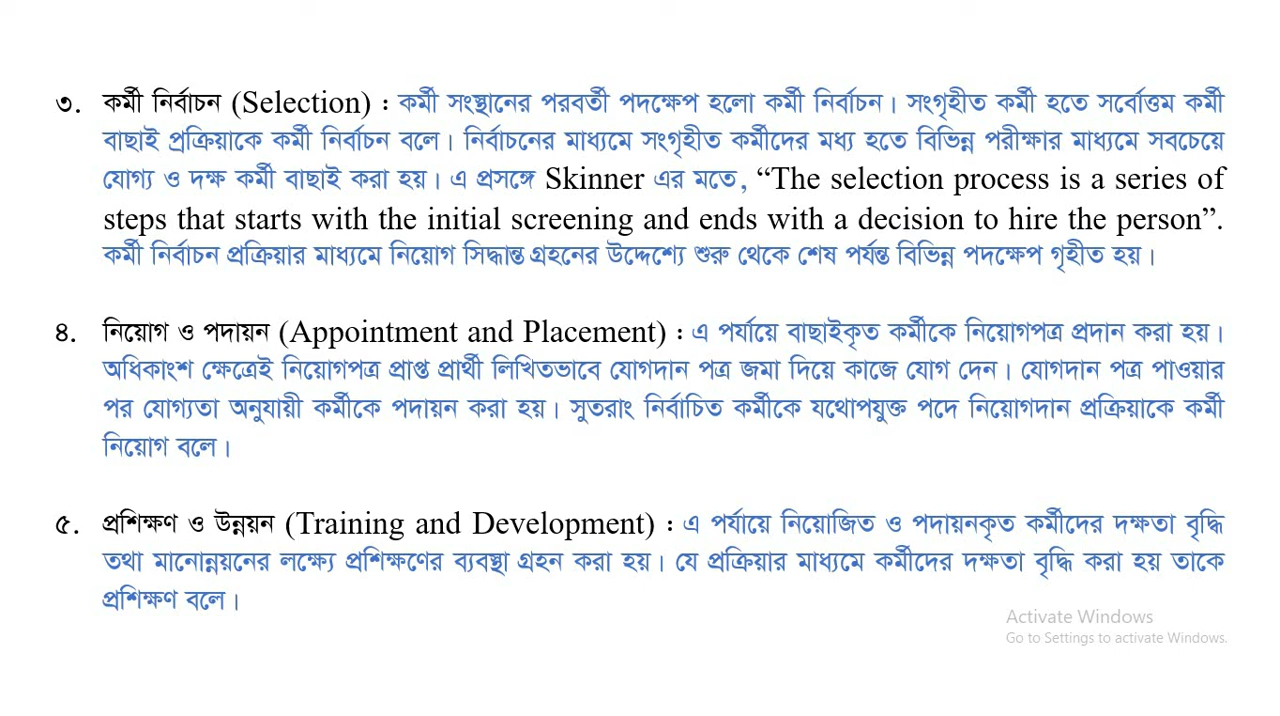 ৩. কর্মী নির্বাচন (Selection) : কর্মী সংস্থানের পরবর্তী পদক্ষেপ হলো কর্মী নির্বাচন। সংগৃহীত কর্মী হতে সর্বোত্তম কর্মী
বাছাই প্রক্রিয়াকে কর্মী নির্বাচন বলে। নির্বাচনের মাধ্যমে সংগৃহীত কর্মীদের মধ্য হতে বিভিন্ন পরীক্ষার মাধ্যমে সবচেয়ে
যোগ্য ও দক্ষ কর্মী বাছাই করা হয়। এ প্রসঙ্গে Skinner এর মতে, “The selection process is a series of
steps that starts with the initial screening and ends with a decision to hire the person”.
কর্মী নির্বাচন প্রক্রিয়ার মাধ্যমে নিয়োগ সিদ্ধান্ত গ্রহনের উদ্দেশ্যে শুরু থেকে শেষ পর্যন্ত বিভিন্ন পদক্ষেপ গৃহীত হয়।
৪. নিয়োগ ও পদায়ন (Appointment and Placement) : এ পর্যায়ে বাছাইকৃত কর্মীকে নিয়োগপত্র প্রদান করা হয়।
অধিকাংশ ক্ষেত্রেই নিয়োগপত্র প্রাপ্ত প্রার্থী লিখিতভাবে যোগদান পত্র জমা দিয়ে কাজে যোগ দেন। যোগদান পত্র পাওয়ার
পর যোগ্যতা অনুযায়ী কর্মীকে পদায়ন করা হয়। সুতরাং নির্বাচিত কর্মীকে যথোপযুক্ত পদে নিয়োগদান প্রক্রিয়াকে কর্মী
নিয়োগ বলে।
৫. প্রশিক্ষণ ও উন্নয়ন (Training and Development) : এ পর্যায়ে নিয়োজিত ও পদায়নকৃত কর্মীদের দক্ষতা বৃদ্ধি
তথা মানোন্নয়নের লক্ষ্যে প্রশিক্ষণের ব্যবস্থা গ্রহন করা হয়। যে প্রক্রিয়ার মাধ্যমে কর্মীদের দক্ষতা বৃদ্ধি করা হয় তাকে
প্রশিক্ষণ বলে।
Activate Windows
Go to Settings to activate Windows.